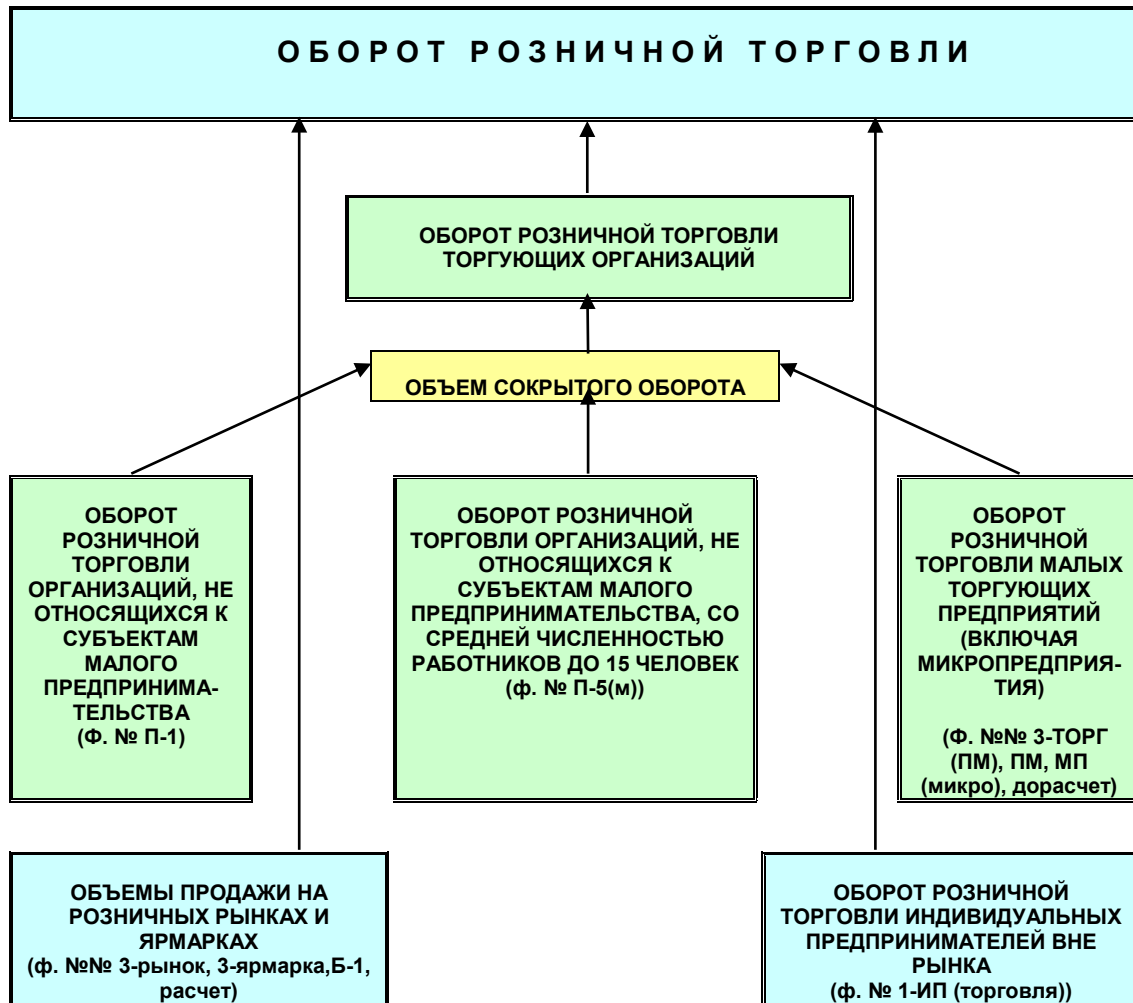 ОБОРОТ РОЗНИЧНОЙ ТОРГОВЛИ
ОБОРОТ РОЗНИЧНОЙ ТОРГОВЛИ
ТОРГУЮЩИХ ОРГАНИЗАЦИЙ
ОБЪЕМ СОКРЫТОГО ОБОРОТА
ОБОРОТ
РОЗНИЧНОЙ
ТОРГОВЛИ
ОРГАНИЗАЦИЙ, НЕ
ОТНОСЯЩИХСЯ К
СУБЪЕКТАМ
МАЛОГО
ПРЕДПРИНИМА-
ТЕЛЬСТВА
(Ф. № П-1)
ОБОРОТ РОЗНИЧНОЙ
ТОРГОВЛИ ОРГАНИЗАЦИЙ, НЕ
ОТНОСЯЩИХСЯ К
СУБЪЕКТАМ МАЛОГО
ПРЕДПРИНИМАТЕЛЬСТВА, СО
СРЕДНЕЙ ЧИСЛЕННОСТЬЮ
РАБОТНИКОВ ДО 15 ЧЕЛОВЕК
(ф. № П-5(м))
ОБОРОТ
РОЗНИЧНОЙ
ТОРГОВЛИ МАЛЫХ
ТОРГУЮЩИХ
ПРЕДПРИЯТИЙ
(ВКЛЮЧАЯ
МИКРОПРЕДПРИЯ-
ТИЯ)
(Ф. №№ 3-ТОРГ
(ПМ), ПМ, МП
(микро), дорасчет)
ОБЪЕМЫ ПРОДАЖИ НА
РОЗНИЧНЫХ РЫНКАХ И
ЯРМАРКАХ
(ф. №№ 3-рынок, 3-ярмарка,Б-1,
расчет)
ОБОРОТ РОЗНИЧНОЙ
ТОРГОВЛИ ИНДИВИДУАЛЬНЫХ
ПРЕДПРИНИМАТЕЛЕЙ ВНЕ
РЫНКА
(ф. № 1-ИП (торговля))